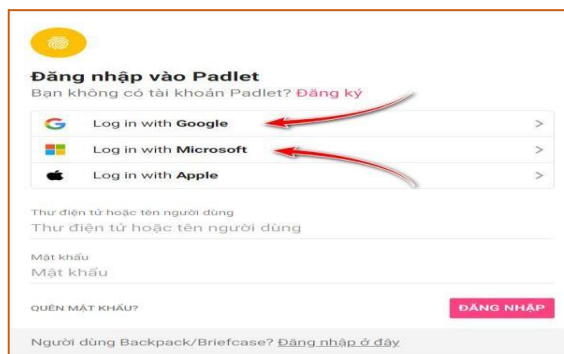 Đăng nhập vào Padlet
Bạn không có tài khoản Padlet? Đăng ký
Log in with Google
Log in with Microsoft
Log in with Apple
Thư điện tử hoặc tên người dùng
Thư điện tử hoặc tên người dùng
Mật khẩu
Mật khẩu
QUÊN MẬT KHẨU? ĐĂNG NHẬP
Người dùng Backpack/Briefcase? Đăng nhập ở đây